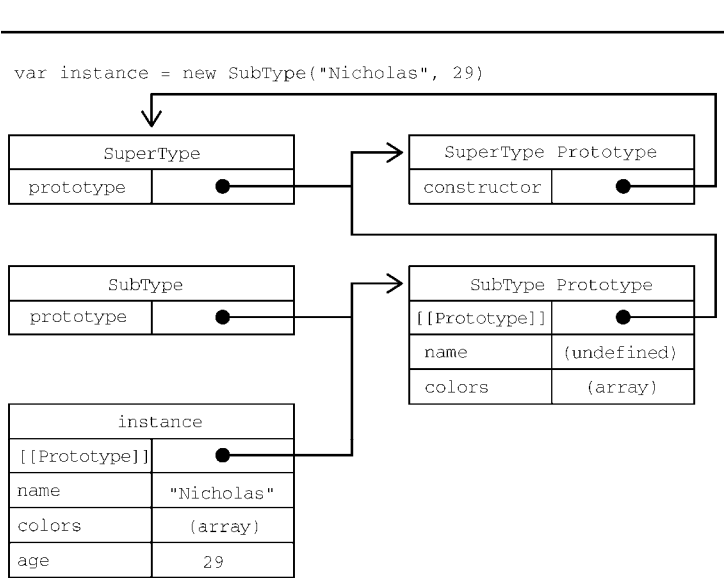 var instance = new SubType("Nicholas", 29)
SuperType
prototype
SuperType Prototype
constructor
SubType
prototype
SubType Prototype
[[Prototype]]
name (undefined)
colors (array)
instance
[[Prototype]]
name "Nicholas"
colors (array)
age 29